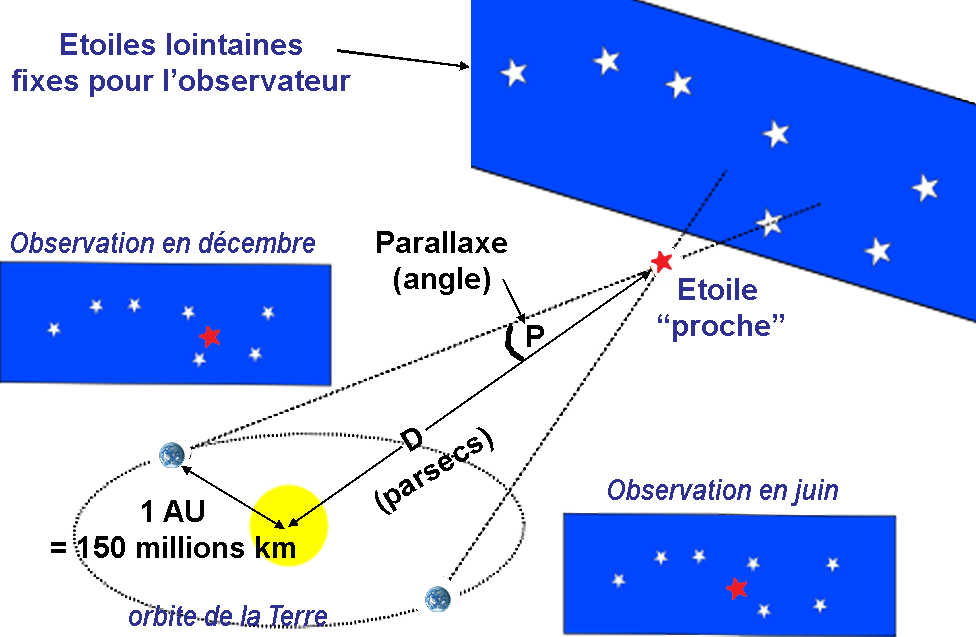 Etoiles lointaines
fixes pour l’observateur
Observation en décembre
Parallaxe
(angle)
Etoile
“proche”
P
D
(parsecs)
1 AU
= 150 millions km
orbite de la Terre
Observation en juin